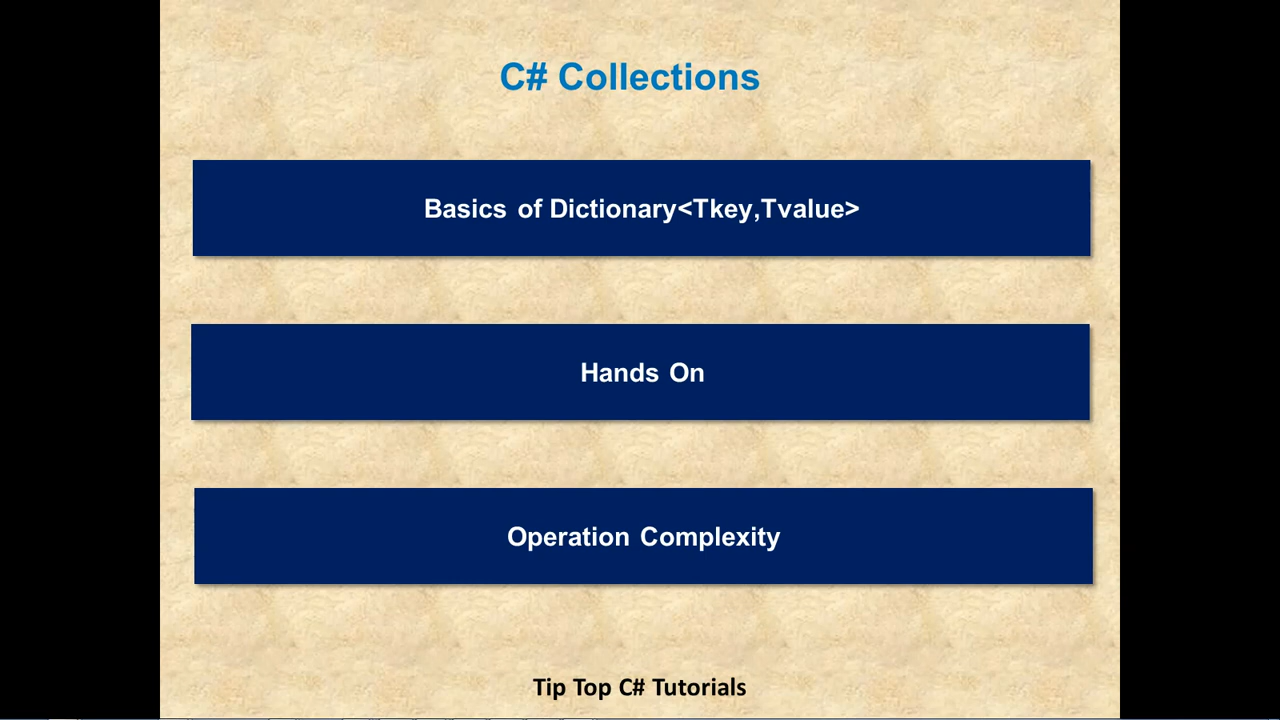 C# Collections
Basics of Dictionary<Tkey,Tvalue>
Hands On
Operation Complexity
Tip Top C# Tutorials